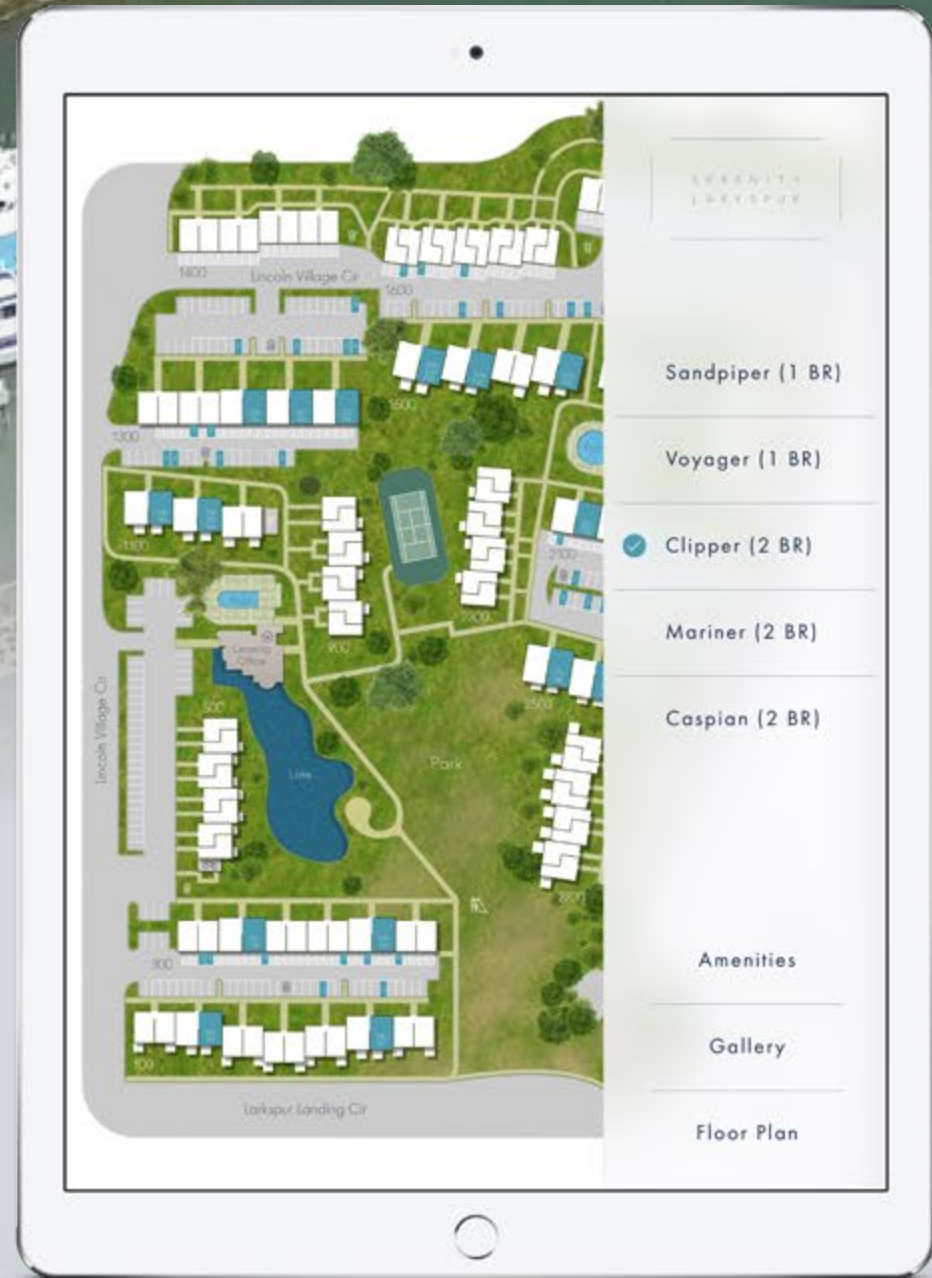 SERENITY
LARKSPUR
1400
Lincoln Village Cir
1600
Sandpiper (1 BR)
1500
1300
Voyager (1 BR)
1100
2100
Clipper (2 BR)
Leasing
Office
900
Mariner (2 BR)
Lincoln Village Cir
500
Lake
Park
Caspian (2 BR)
300
Amenities
100
Gallery
Larkspur Landing Cir
Floor Plan